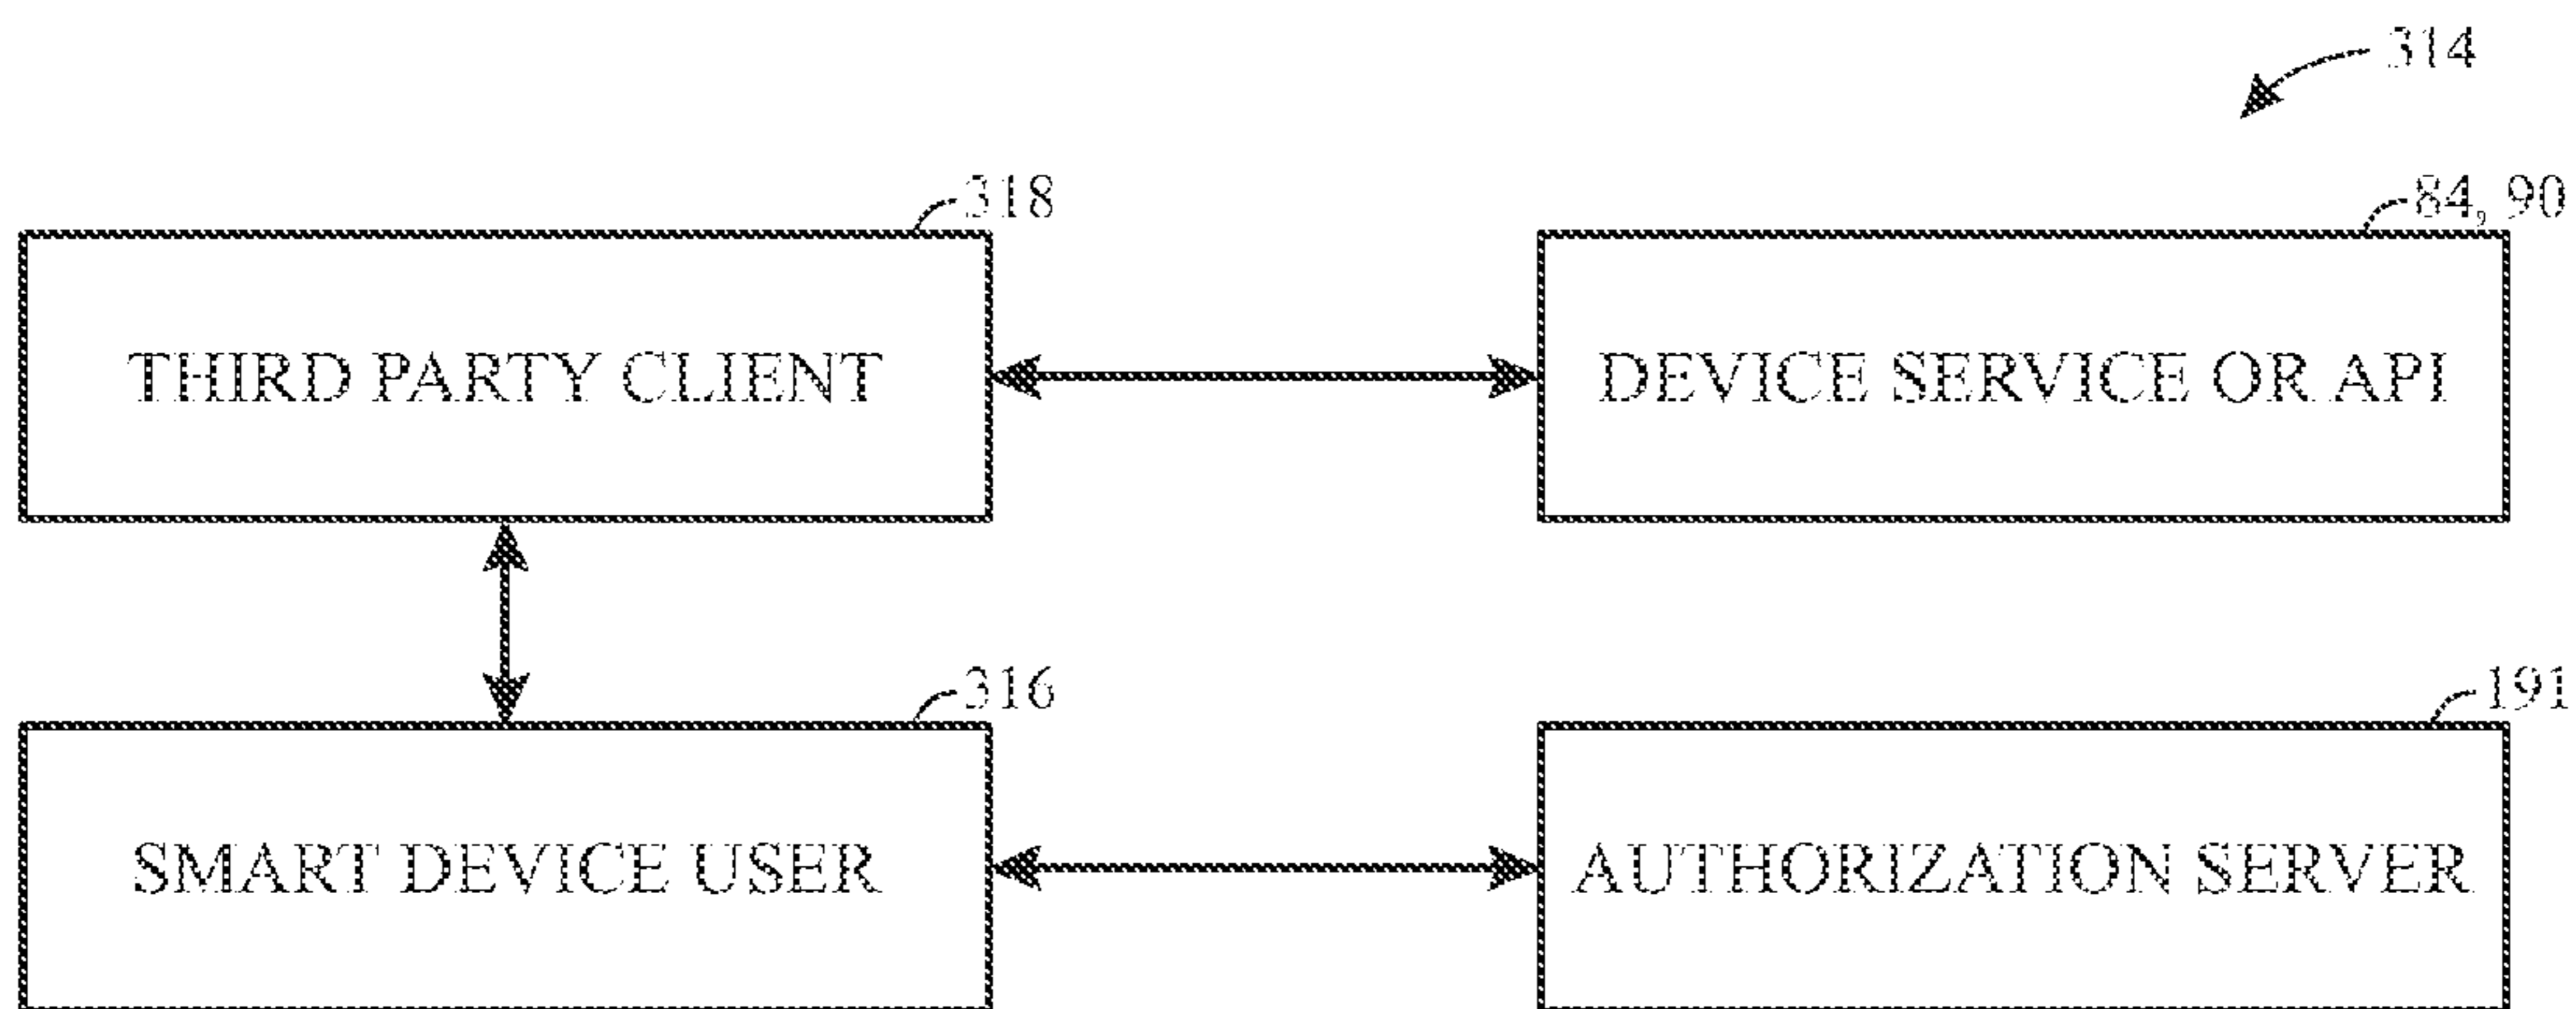 314
318
84, 90
THIRD PARTY CLIENT
DEVICE SERVICE OR API
316
191
SMART DEVICE USER
AUTHORIZATION SERVER